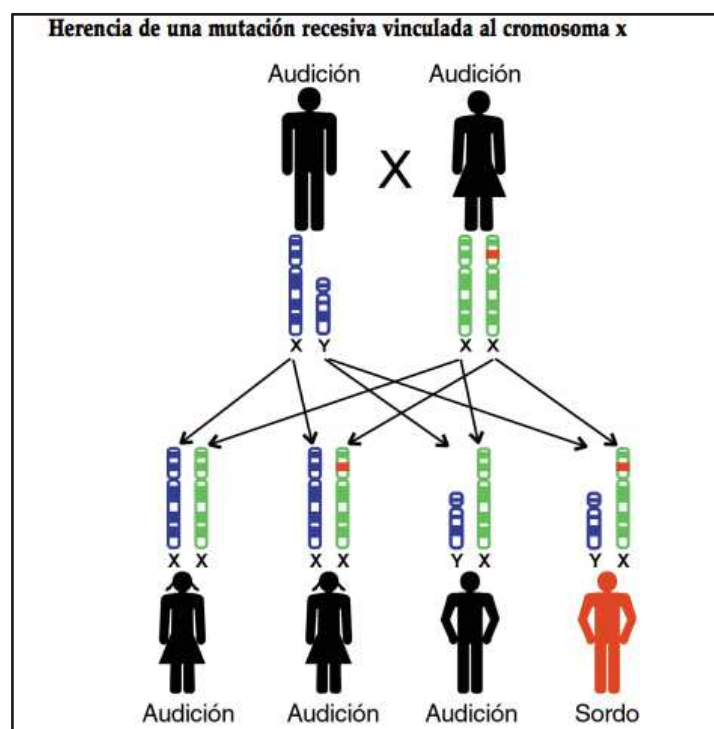 Herencia de una mutación recesiva vinculada al cromosoma x
Audición Audición
X
X Y X X
X X X X Y X Y X
Audición Audición Audición Sordo